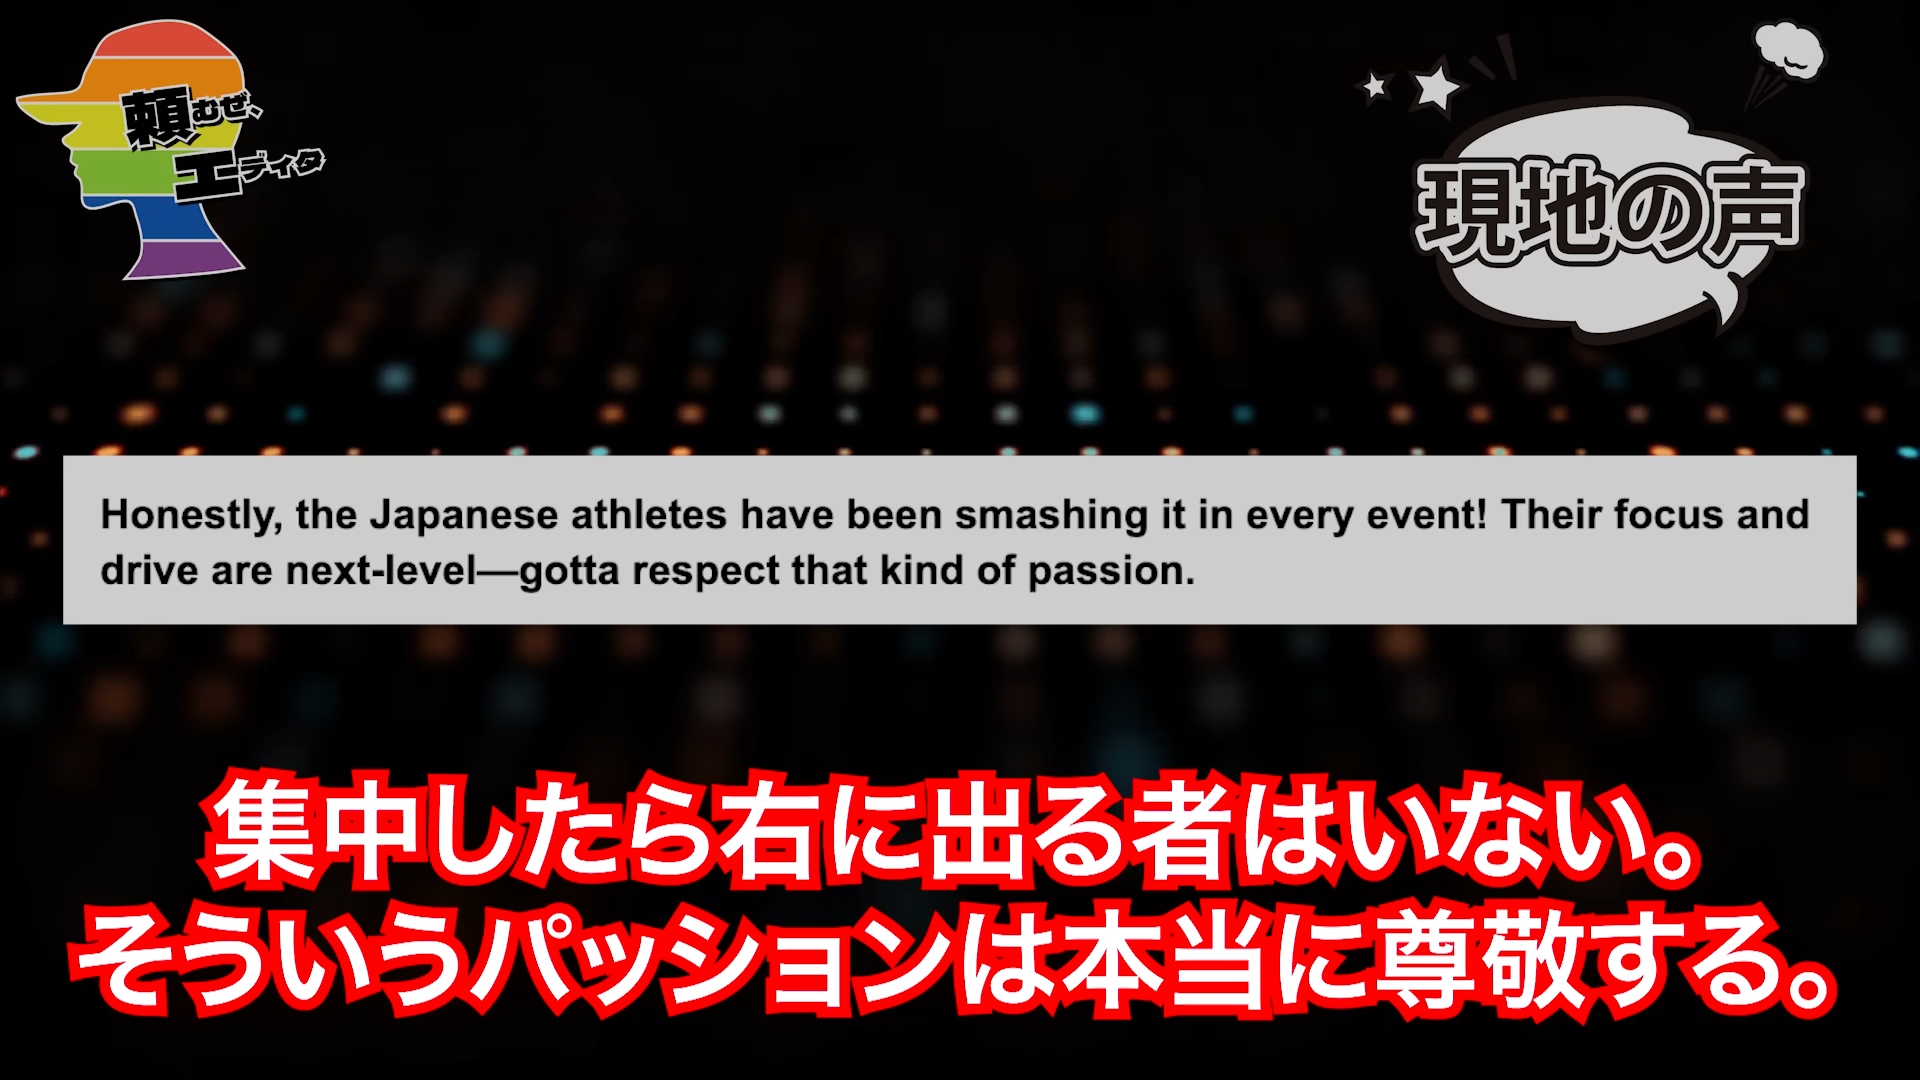 頼むぜ、
エディタ
現地の声
Honestly, the Japanese athletes have been smashing it in every event! Their focus and
drive are next-level—gotta respect that kind of passion.
集中したら右に出る者はいない。
そういうパッションは本当に尊敬する。